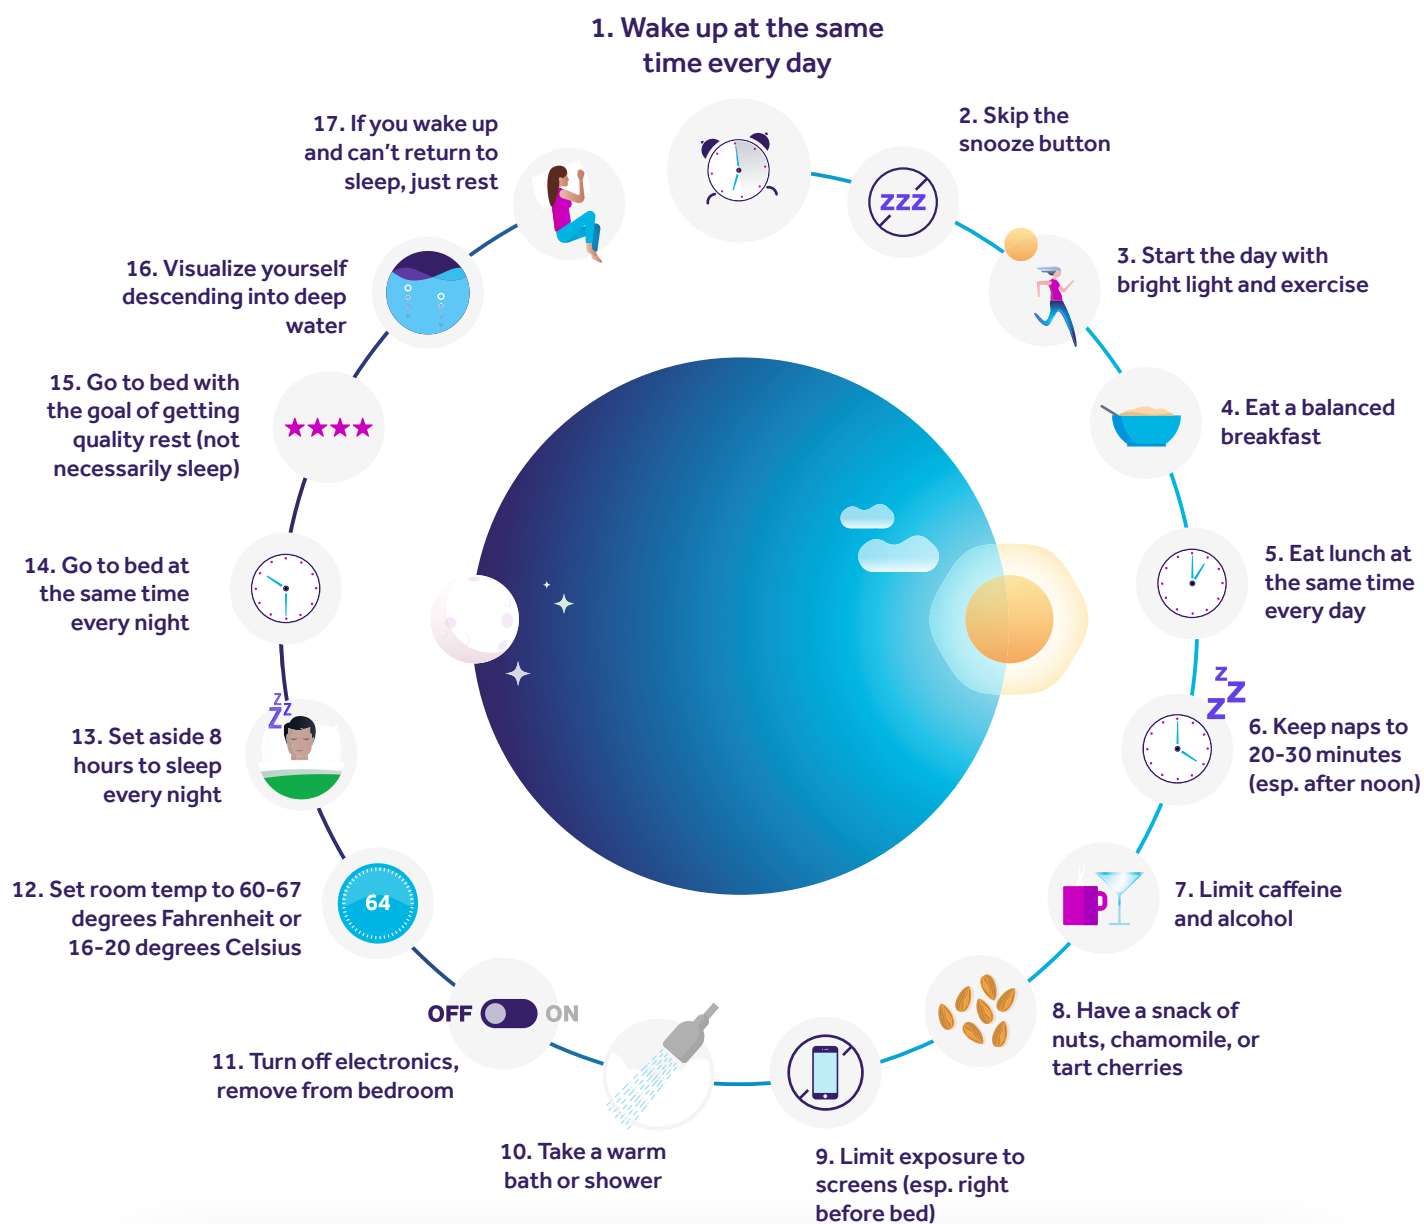 1. Wake up at the same
time every day
2. Skip the
snooze button
zzz
3. Start the day with
bright light and exercise
4. Eat a balanced
breakfast
5. Eat lunch at
the same time
every day
z
z
z
6. Keep naps to
20-30 minutes
(esp. after noon)
7. Limit caffeine
and alcohol
8. Have a snack of
nuts, chamomile, or
tart cherries
9. Limit exposure to
screens (esp. right
before bed)
10. Take a warm
bath or shower
OFF ON
11. Turn off electronics,
remove from bedroom
12. Set room temp to 60-67
degrees Fahrenheit or
16-20 degrees Celsius
64
z
z
z
13. Set aside 8
hours to sleep
every night
14. Go to bed at
the same time
every night
15. Go to bed with
the goal of getting
quality rest (not
necessarily sleep)
16. Visualize yourself
descending into deep
water
17. If you wake up
and can't return to
sleep, just rest